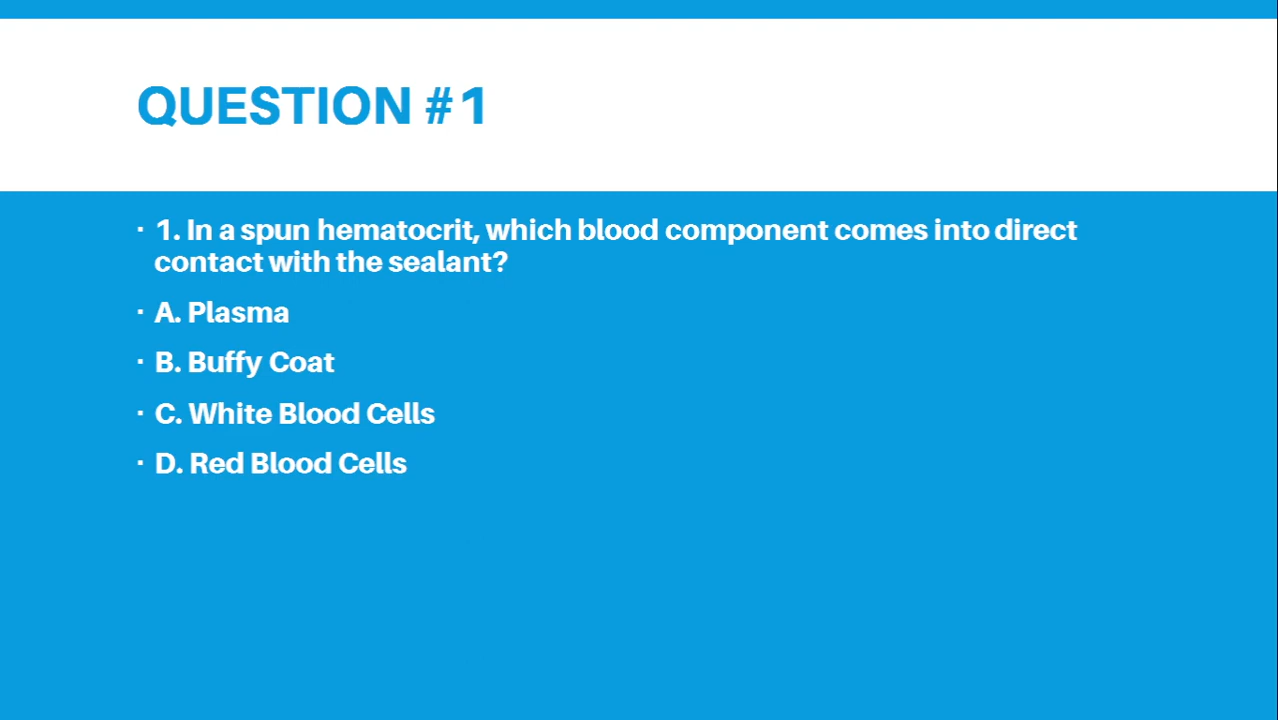 QUESTION #1
· 1. In a spun hematocrit, which blood component comes into direct
contact with the sealant?
· A. Plasma
· B. Buffy Coat
· C. White Blood Cells
· D. Red Blood Cells